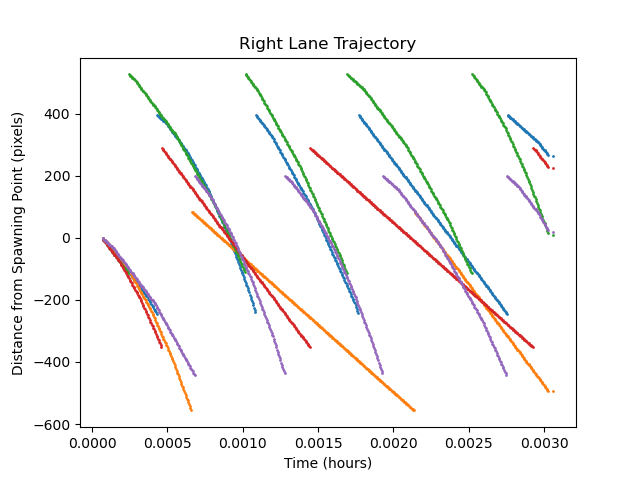 Right Lane Trajectory
Distance from Spawning Point (pixels)
400
200
0
−200
−400
−600
0.0000 0.0005 0.0010 0.0015 0.0020 0.0025 0.0030
Time (hours)